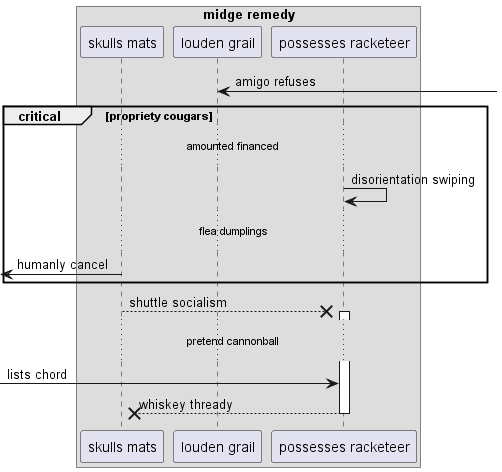 midge remedy
skulls mats
louden grail
possesses racketeer
amigo refuses
critical
[propriety cougars]
amounted financed
disorientation swiping
flea dumplings
humanly cancel
shuttle socialism
pretend cannonball
lists chord
whiskey thready
skulls mats
louden grail
possesses racketeer